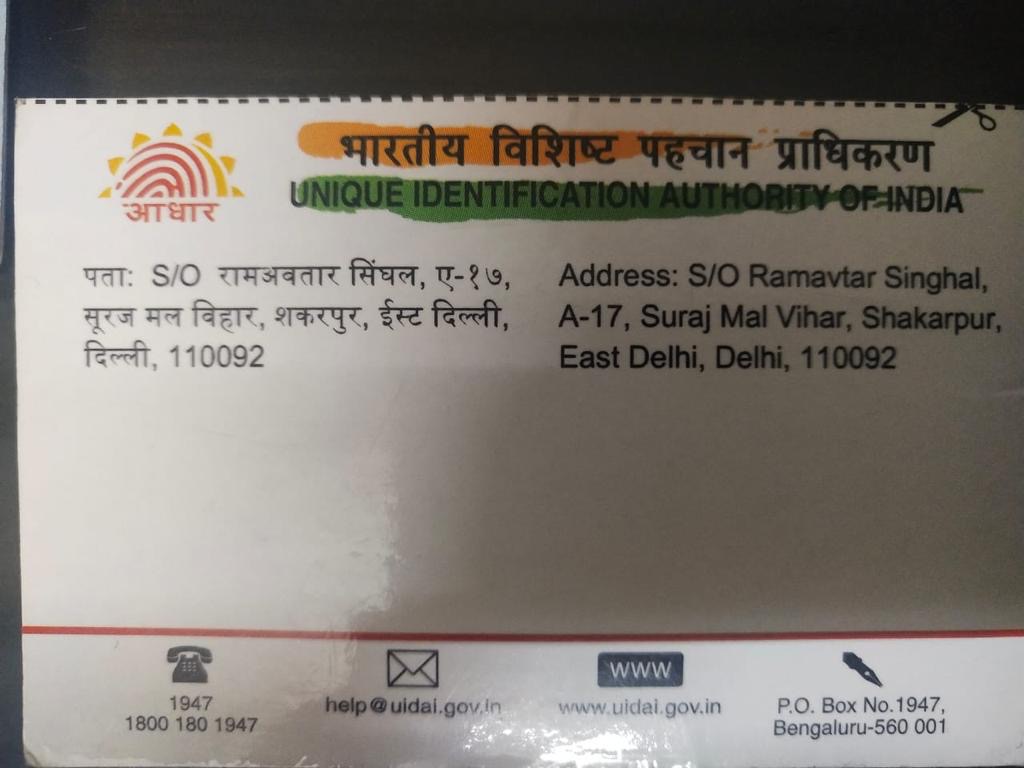 आधार
भारतीय विशिष्ट पहचान प्राधिकरण
UNIQUE IDENTIFICATION AUTHORITY OF INDIA
पता: S/O रामअवतार सिंघल, ए-१७,
सूरज मल विहार, शकरपुर, ईस्ट दिल्ली,
दिल्ली, 110092
Address: S/O Ramavtar Singhal,
A-17, Suraj Mal Vihar, Shakarpur,
East Delhi, Delhi, 110092
1947
1800 180 1947
help@uidai.gov.in
www
www.uidai.gov.in
P.O. Box No.1947,
Bengaluru-560 001